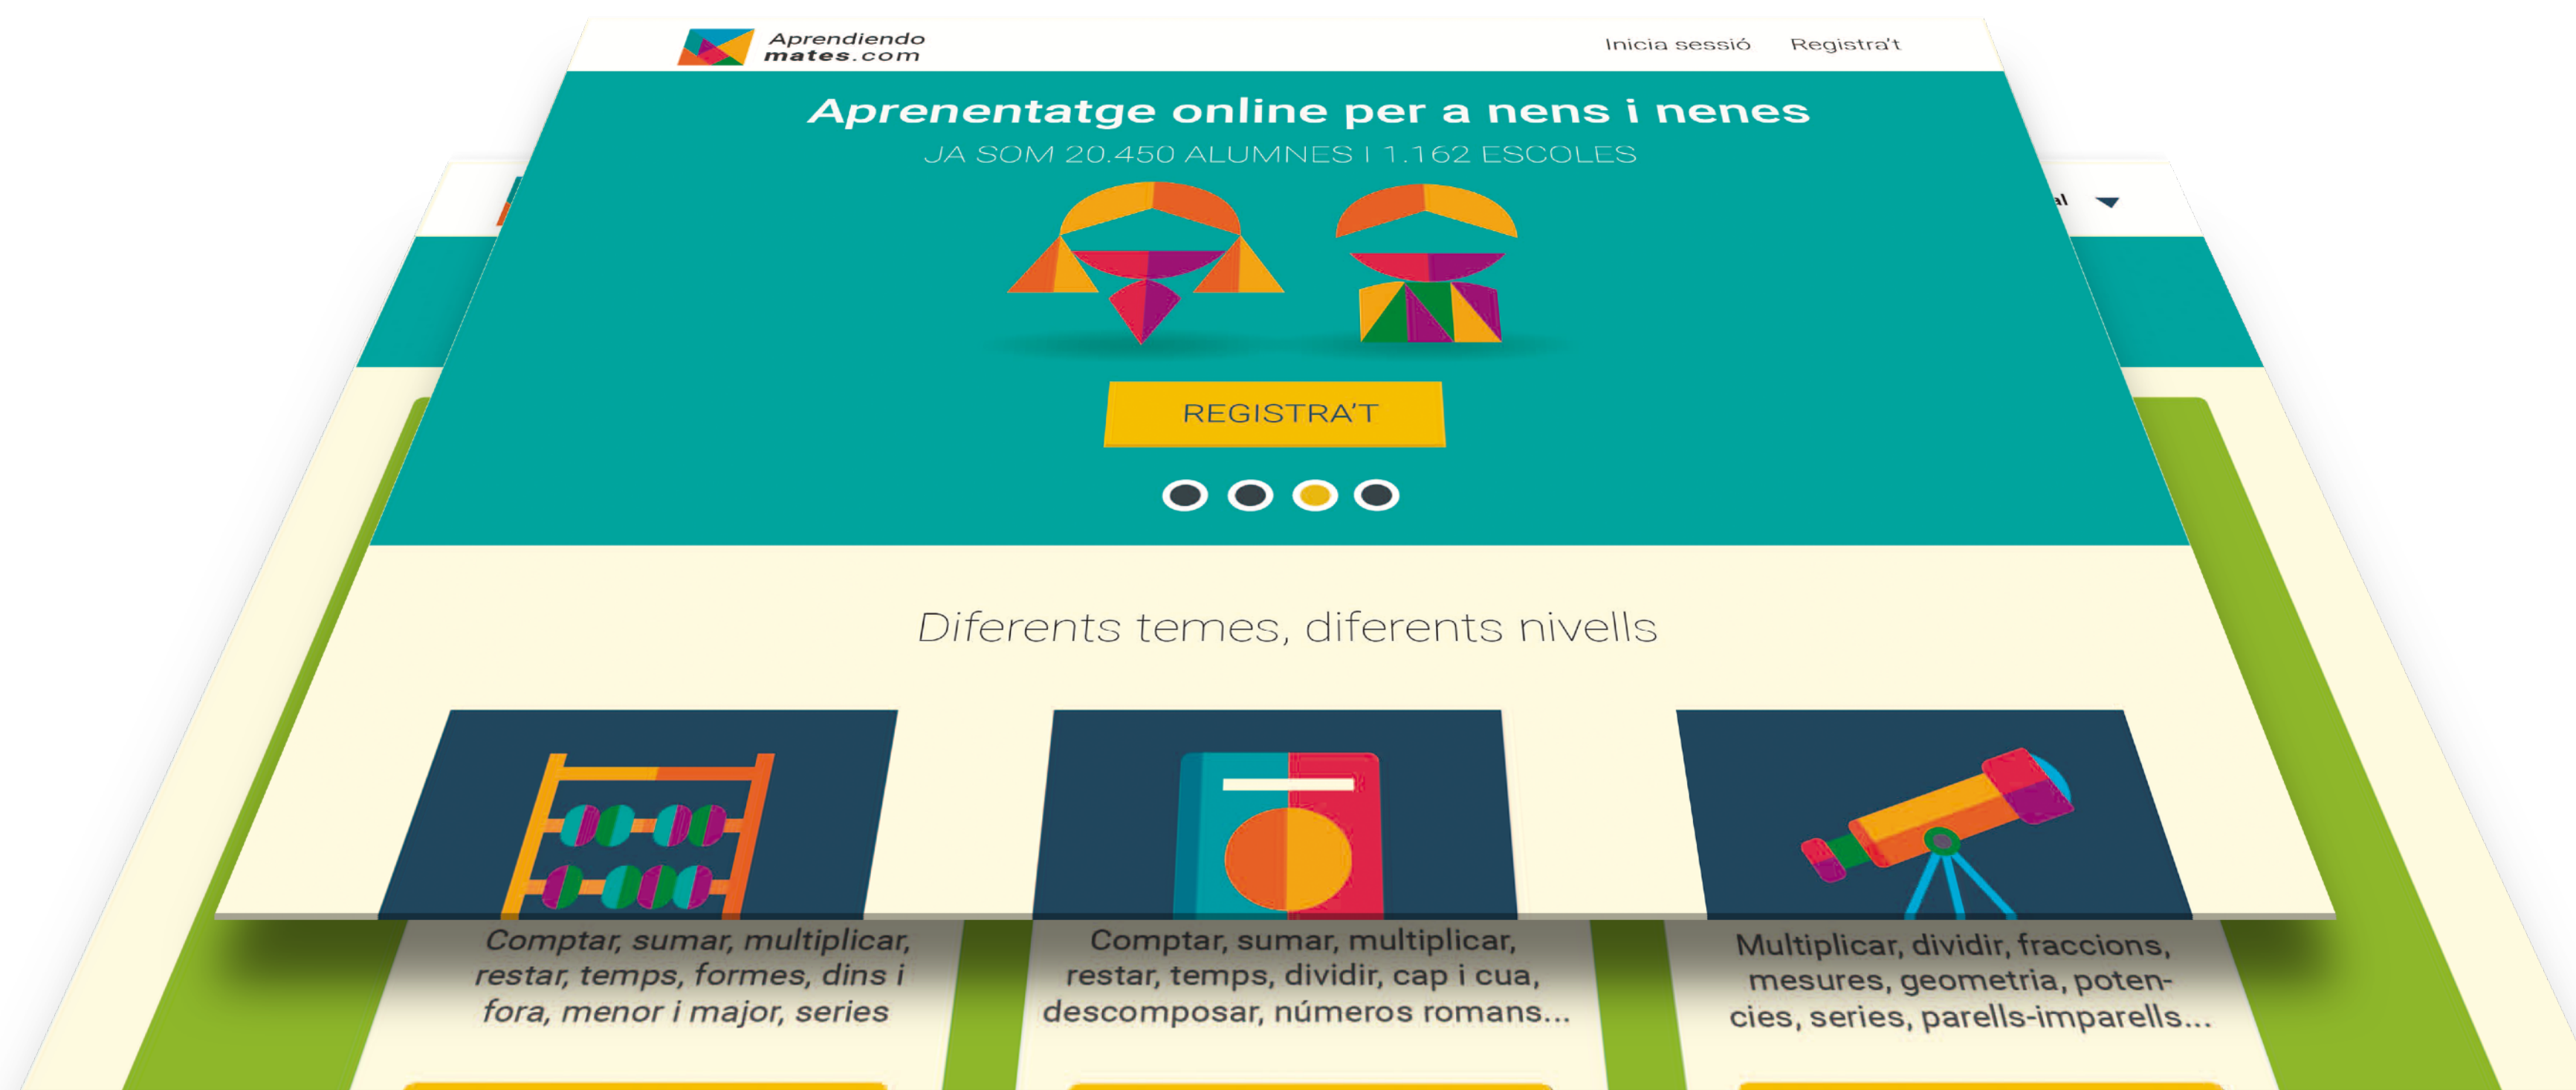 Aprendiendo
mates.com
Inicia sessió
Registra't
Aprenentatge online per a nens i nenes
JA SOM 20.450 ALUMNES I 1.162 ESCOLES
REGISTRA'T
Diferents temes, diferents nivells
Comptar, sumar, multiplicar,
restar, temps, formes, dins i
fora, menor i major, series
Comptar, sumar, multiplicar,
restar, temps, dividir, cap i cua,
descomposar, números romans...
Multiplicar, dividir, fraccions,
mesures, geometria, poten-
cies, series, parells-imparells...